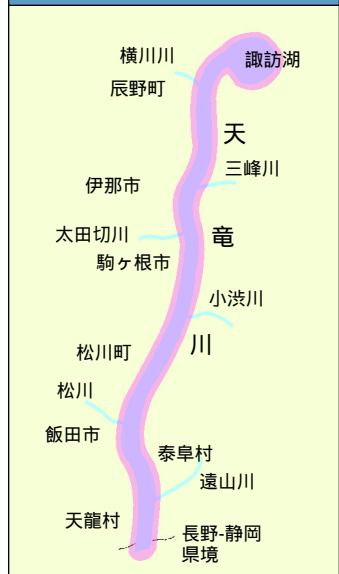 諏訪湖
横川川
辰野町
天
三峰川
伊那市
太田切川
竜
駒ヶ根市
小渋川
川
松川町
松川
飯田市
泰阜村
遠山川
天龍村
長野-静岡
県境